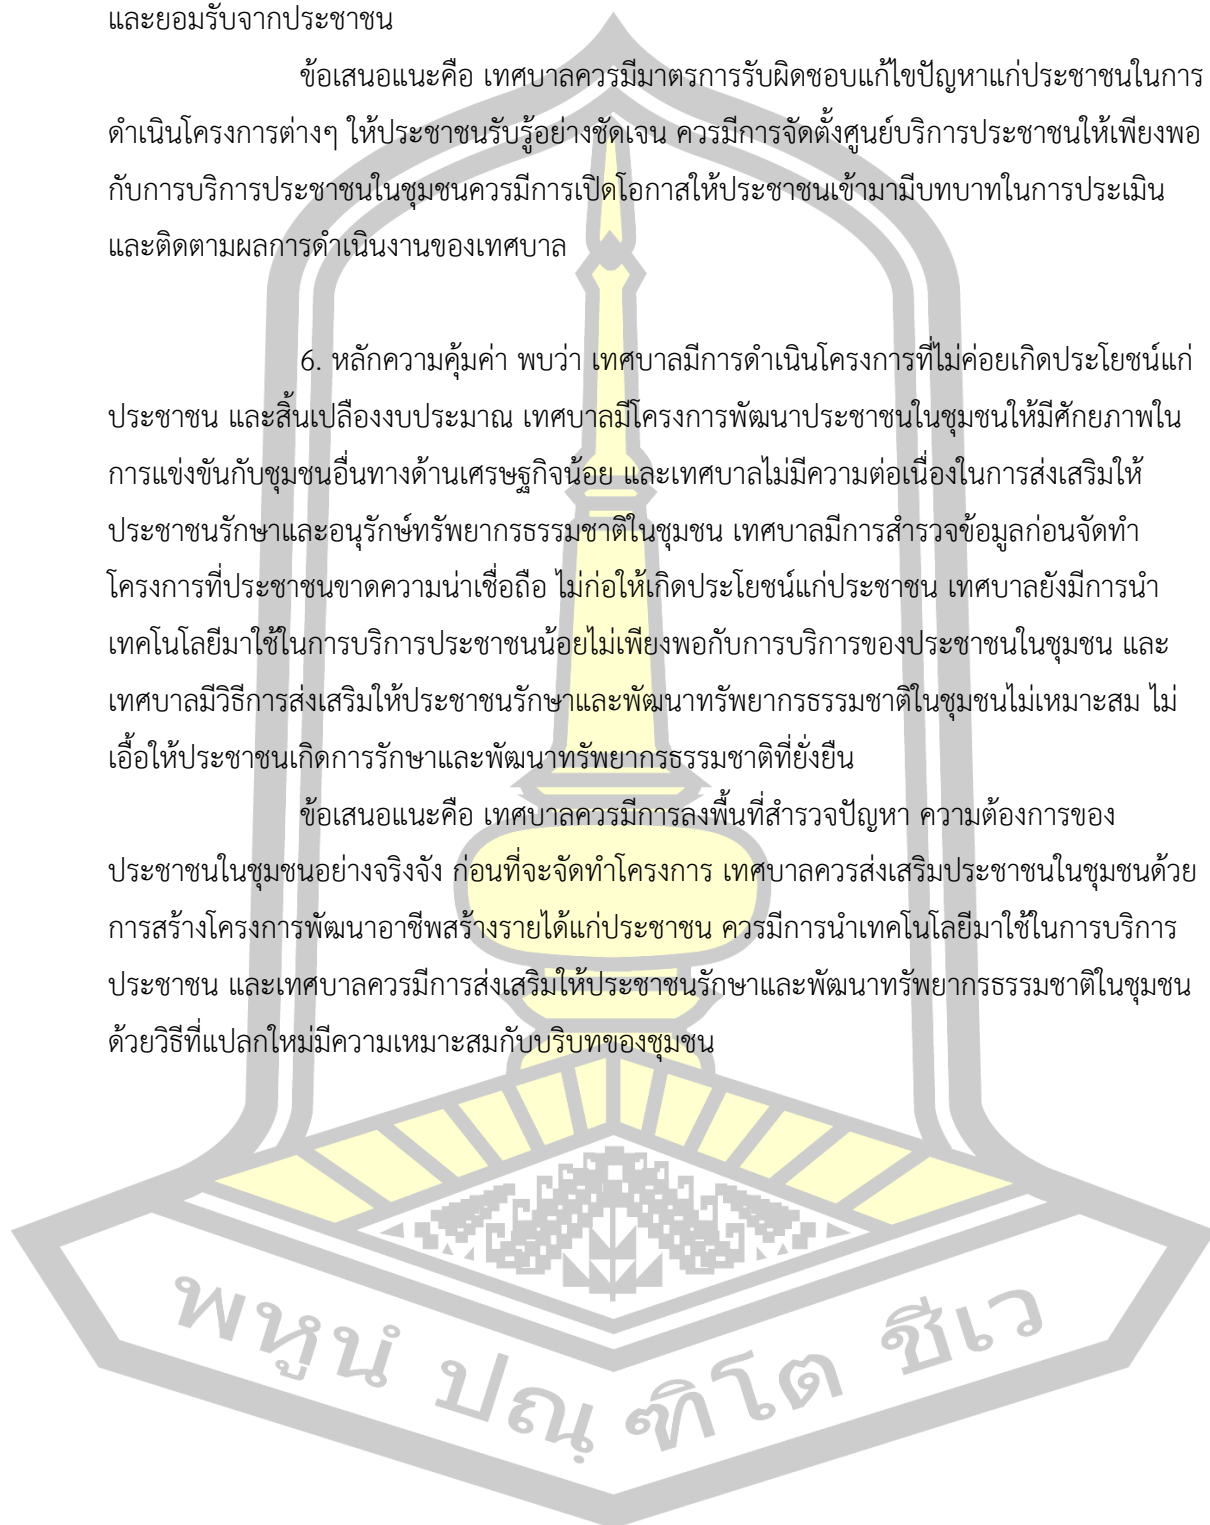 และยอมรับจากประชาชน
ข้อเสนอแนะคือ เทศบาลควรมีมาตรการรับผิดชอบแก้ไขปัญหาแก่ประชาชนในการ
ดำเนินโครงการต่างๆ ให้ประชาชนรับรู้อย่างชัดเจน ควรมีการจัดตั้งศูนย์บริการประชาชนให้เพียงพอ
กับการบริการประชาชนในชุมชนควรมีการเปิดโอกาสให้ประชาชนเข้ามามีบทบาทในการประเมิน
และติดตามผลการดำเนินงานของเทศบาล
6. หลักความคุ้มค่า พบว่า เทศบาลมีการดำเนินโครงการที่ไม่ค่อยเกิดประโยชน์แก่
ประชาชน และสิ้นเปลืองงบประมาณ เทศบาลมีโครงการพัฒนาประชาชนในชุมชนให้มีศักยภาพใน
การแข่งขันกับชุมชนอื่นทางด้านเศรษฐกิจน้อย และเทศบาลไม่มีความต่อเนื่องในการส่งเสริมให้
ประชาชนรักษาและอนุรักษ์ทรัพยากรธรรมชาติในชุมชน เทศบาลมีการสำรวจข้อมูลก่อนจัดทำ
โครงการที่ประชาชนขาดความน่าเชื่อถือ ไม่ก่อให้เกิดประโยชน์แก่ประชาชน เทศบาลยังมีการนำ
เทคโนโลยีมาใช้ในการบริการประชาชนน้อยไม่เพียงพอกับการบริการของประชาชนในชุมชน และ
เทศบาลมีวิธีการส่งเสริมให้ประชาชนรักษาและพัฒนาทรัพยากรธรรมชาติในชุมชนไม่เหมาะสม ไม่
เอื้อให้ประชาชนเกิดการรักษาและพัฒนาทรัพยากรธรรมชาติที่ยั่งยืน
ข้อเสนอแนะคือ เทศบาลควรมีการลงพื้นที่สำรวจปัญหา ความต้องการของ
ประชาชนในชุมชนอย่างจริงจัง ก่อนที่จะจัดทำโครงการ เทศบาลควรส่งเสริมประชาชนในชุมชนด้วย
การสร้างโครงการพัฒนาอาชีพสร้างรายได้แก่ประชาชน ควรมีการนำเทคโนโลยีมาใช้ในการบริการ
ประชาชน และเทศบาลควรมีการส่งเสริมให้ประชาชนรักษาและพัฒนาทรัพยากรธรรมชาติในชุมชน
ด้วยวิธีที่แปลกใหม่มีความเหมาะสมกับบริบทของชุมชน
พหูนํ ปณฺฑิโต ชีเว